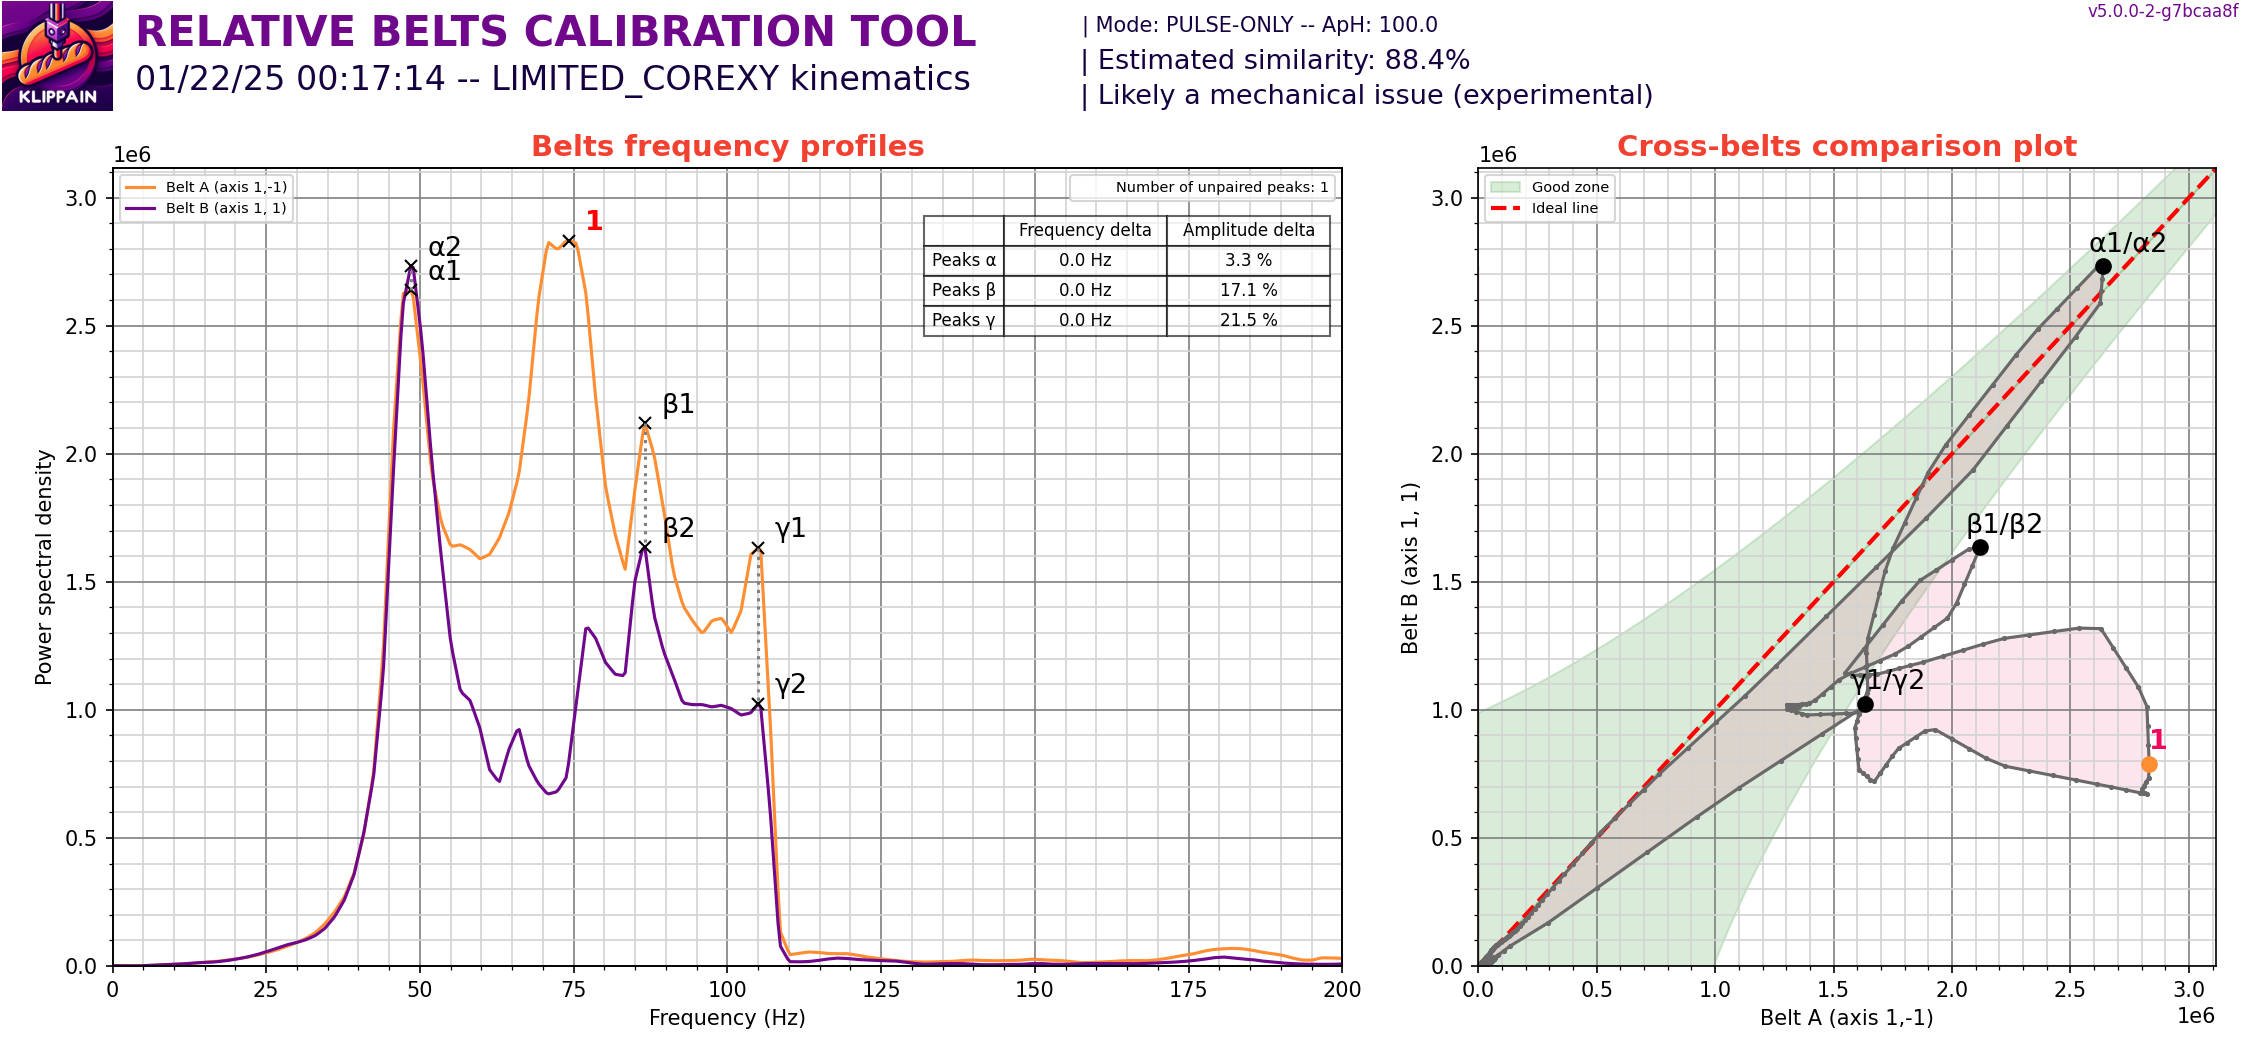 KLIPPAIN
RELATIVE BELTS CALIBRATION TOOL
01/22/25 00:17:14 -- LIMITED_COREXY kinematics
| Mode: PULSE-ONLY -- ApH: 100.0
| Estimated similarity: 88.4%
| Likely a mechanical issue (experimental)
v5.0.0-2-g7bcaa8f
Belts frequency profiles
1e6
Belt A (axis 1,-1)
Belt B (axis 1, 1)
Number of unpaired peaks: 1
Frequency delta Amplitude delta
Peaks α 0.0 Hz 3.3 %
Peaks β 0.0 Hz 17.1 %
Peaks γ 0.0 Hz 21.5 %
α2
α1
1
β1
β2
γ1
γ2
Power spectral density
3.0
2.5
2.0
1.5
1.0
0.5
0.0
0 25 50 75 100 125 150 175 200
Frequency (Hz)
Cross-belts comparison plot
1e6
Good zone
Ideal line
α1/α2
β1/β2
γ1/γ2
1
Belt B (axis 1, 1)
3.0
2.5
2.0
1.5
1.0
0.5
0.0
0.0 0.5 1.0 1.5 2.0 2.5 3.0
Belt A (axis 1,-1)
1e6